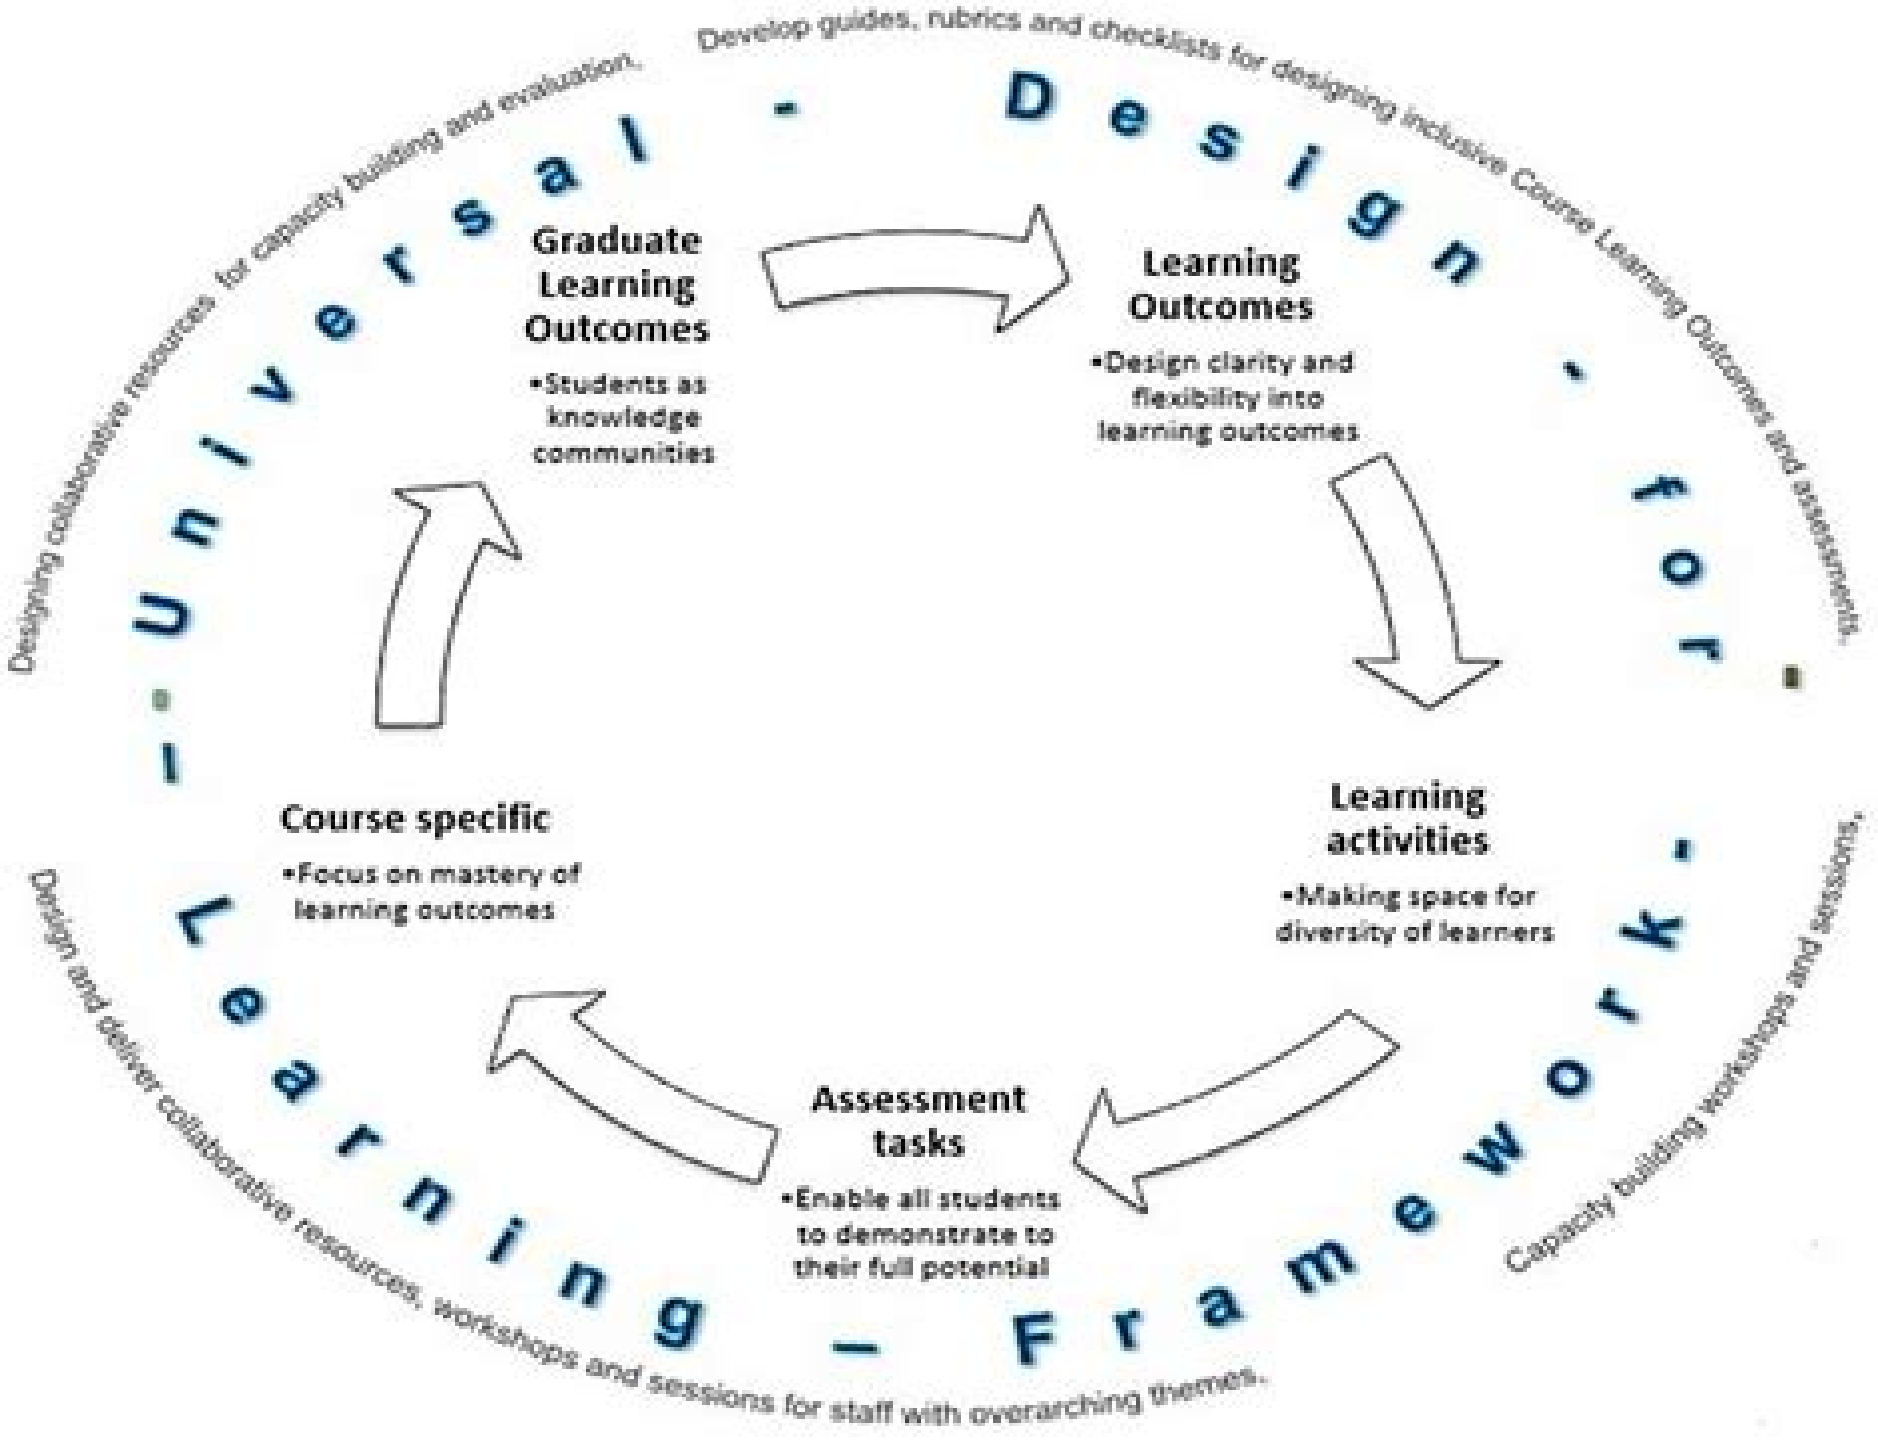 Designing collaborative resources for capacity building and evaluation.
Develop guides, rubrics and checklists for designing inclusive Course Learning Outcomes and assessments.
- Universal - Design - for -
Graduate
Learning
Outcomes
•Students as
knowledge
communities
Learning
Outcomes
•Design clarity and
flexibility into
learning outcomes
Learning
activities
•Making space for
diversity of learners
Assessment
tasks
•Enable all students
to demonstrate to
their full potential
Course specific
•Focus on mastery of
learning outcomes
Learning – Framework -
Capacity building workshops and sessions.
Design and deliver collaborative resources, workshops and sessions for staff with overarching themes.